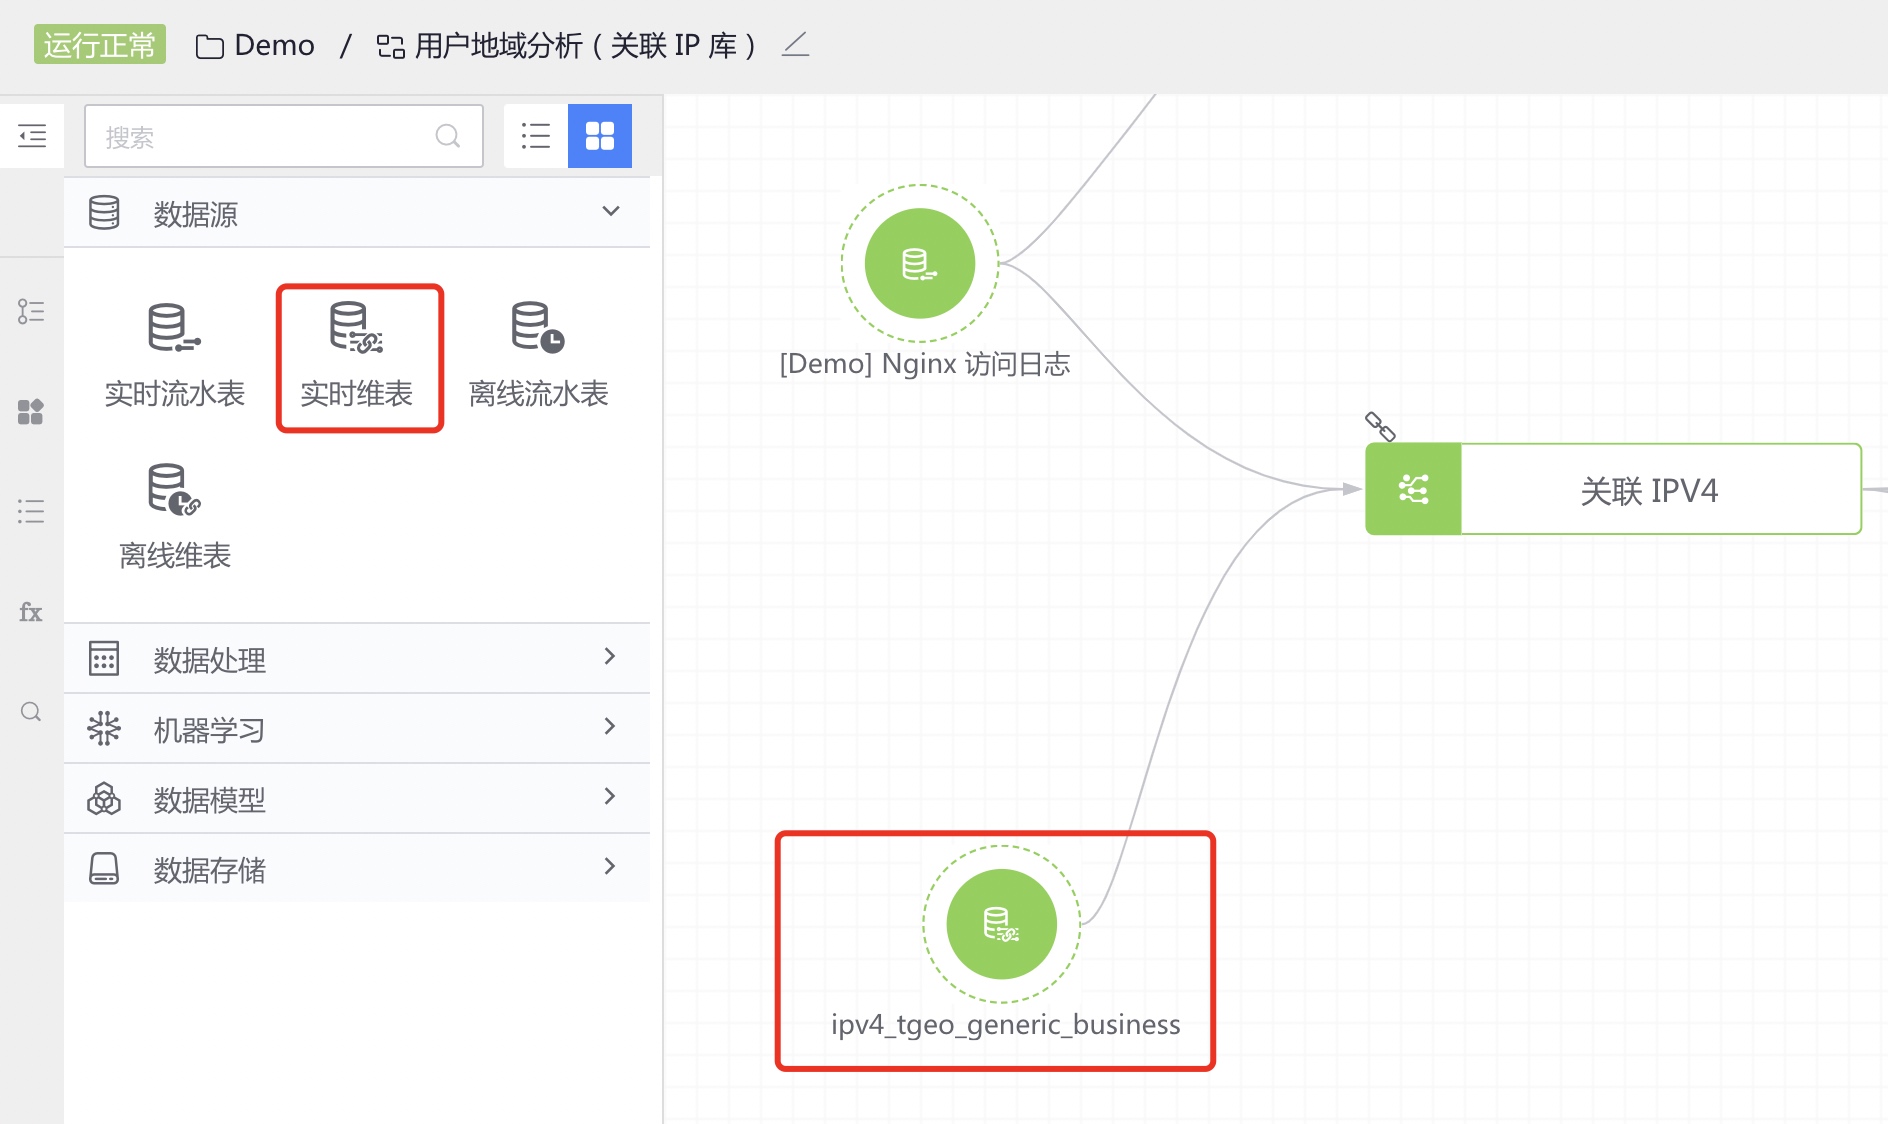 运行正常 Demo / 用户地域分析（关联 IP 库）
搜索
数据源
实时流水表 实时维表 离线流水表
离线维表
数据处理
机器学习
数据模型
数据存储
fx
[Demo] Nginx 访问日志
关联 IPV4
ipv4_tgeo_generic_business